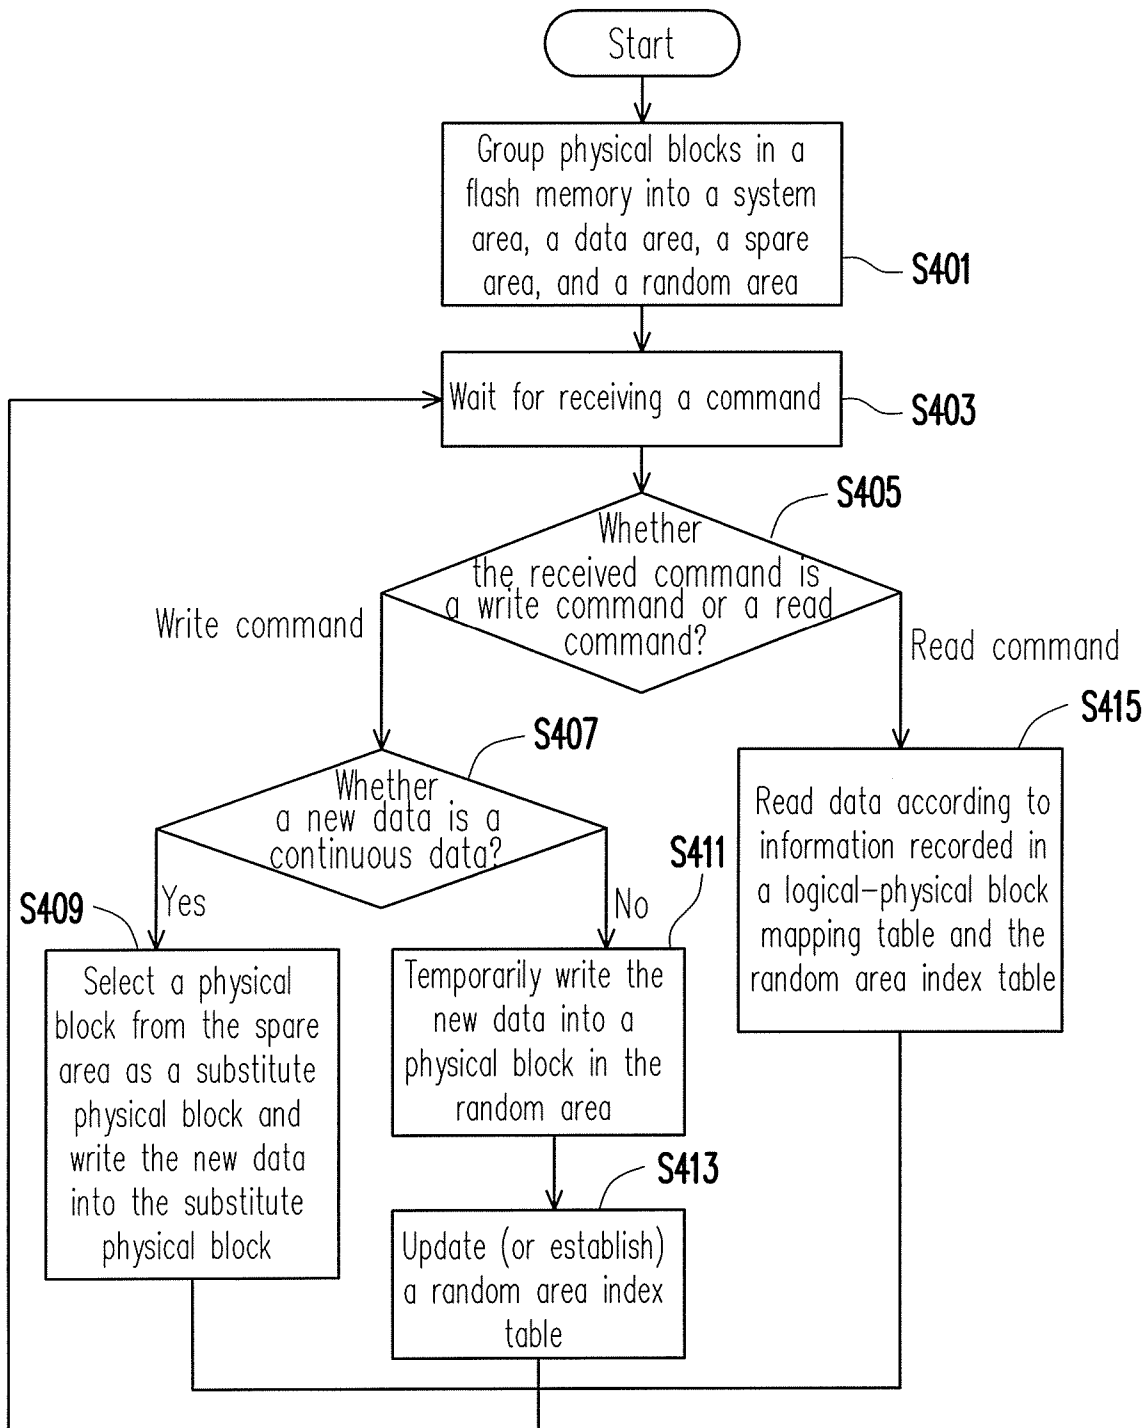 Start
Group physical blocks in a
flash memory into a system
area, a data area, a spare
area, and a random area
S401
Wait for receiving a command
S403
S405
Whether
the received command is
a write command or a read
command?
Write command
Read command
S407
Whether
a new data is a
continuous data?
S415
Read data according to
information recorded in
a logical-physical block
mapping table and the
random area index table
Yes
No
S409
Select a physical
block from the spare
area as a substitute
physical block and
write the new data
into the substitute
physical block
S411
Temporarily write the
new data into a
physical block in the
random area
S413
Update (or establish)
a random area index
table